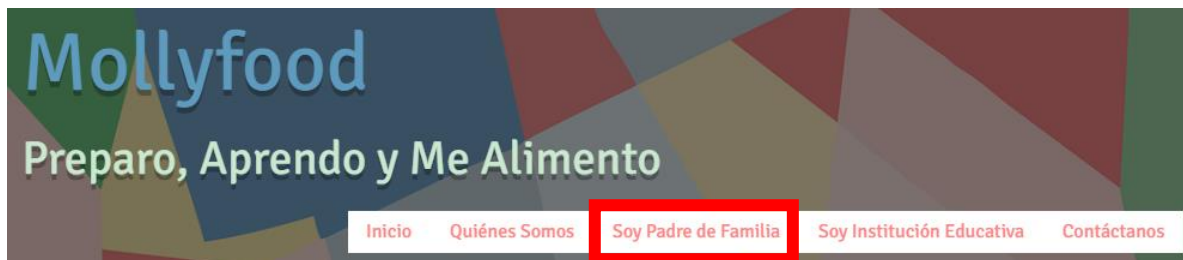 Mollyfood
Preparo, Aprendo y Me Alimento
Inicio Quiénes Somos Soy Padre de Familia Soy Institución Educativa Contáctanos